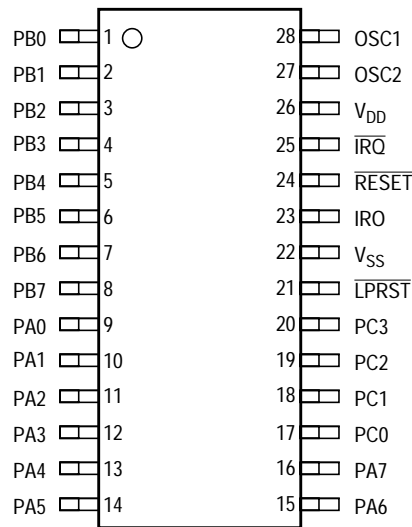 PB0 1 28 OSC1
PB1 2 27 OSC2
PB2 3 26 VDD
PB3 4 25 IRQ
PB4 5 24 RESET
PB5 6 23 IRO
PB6 7 22 VSS
PB7 8 21 LPRST
PA0 9 20 PC3
PA1 10 19 PC2
PA2 11 18 PC1
PA3 12 17 PC0
PA4 13 16 PA7
PA5 14 15 PA6